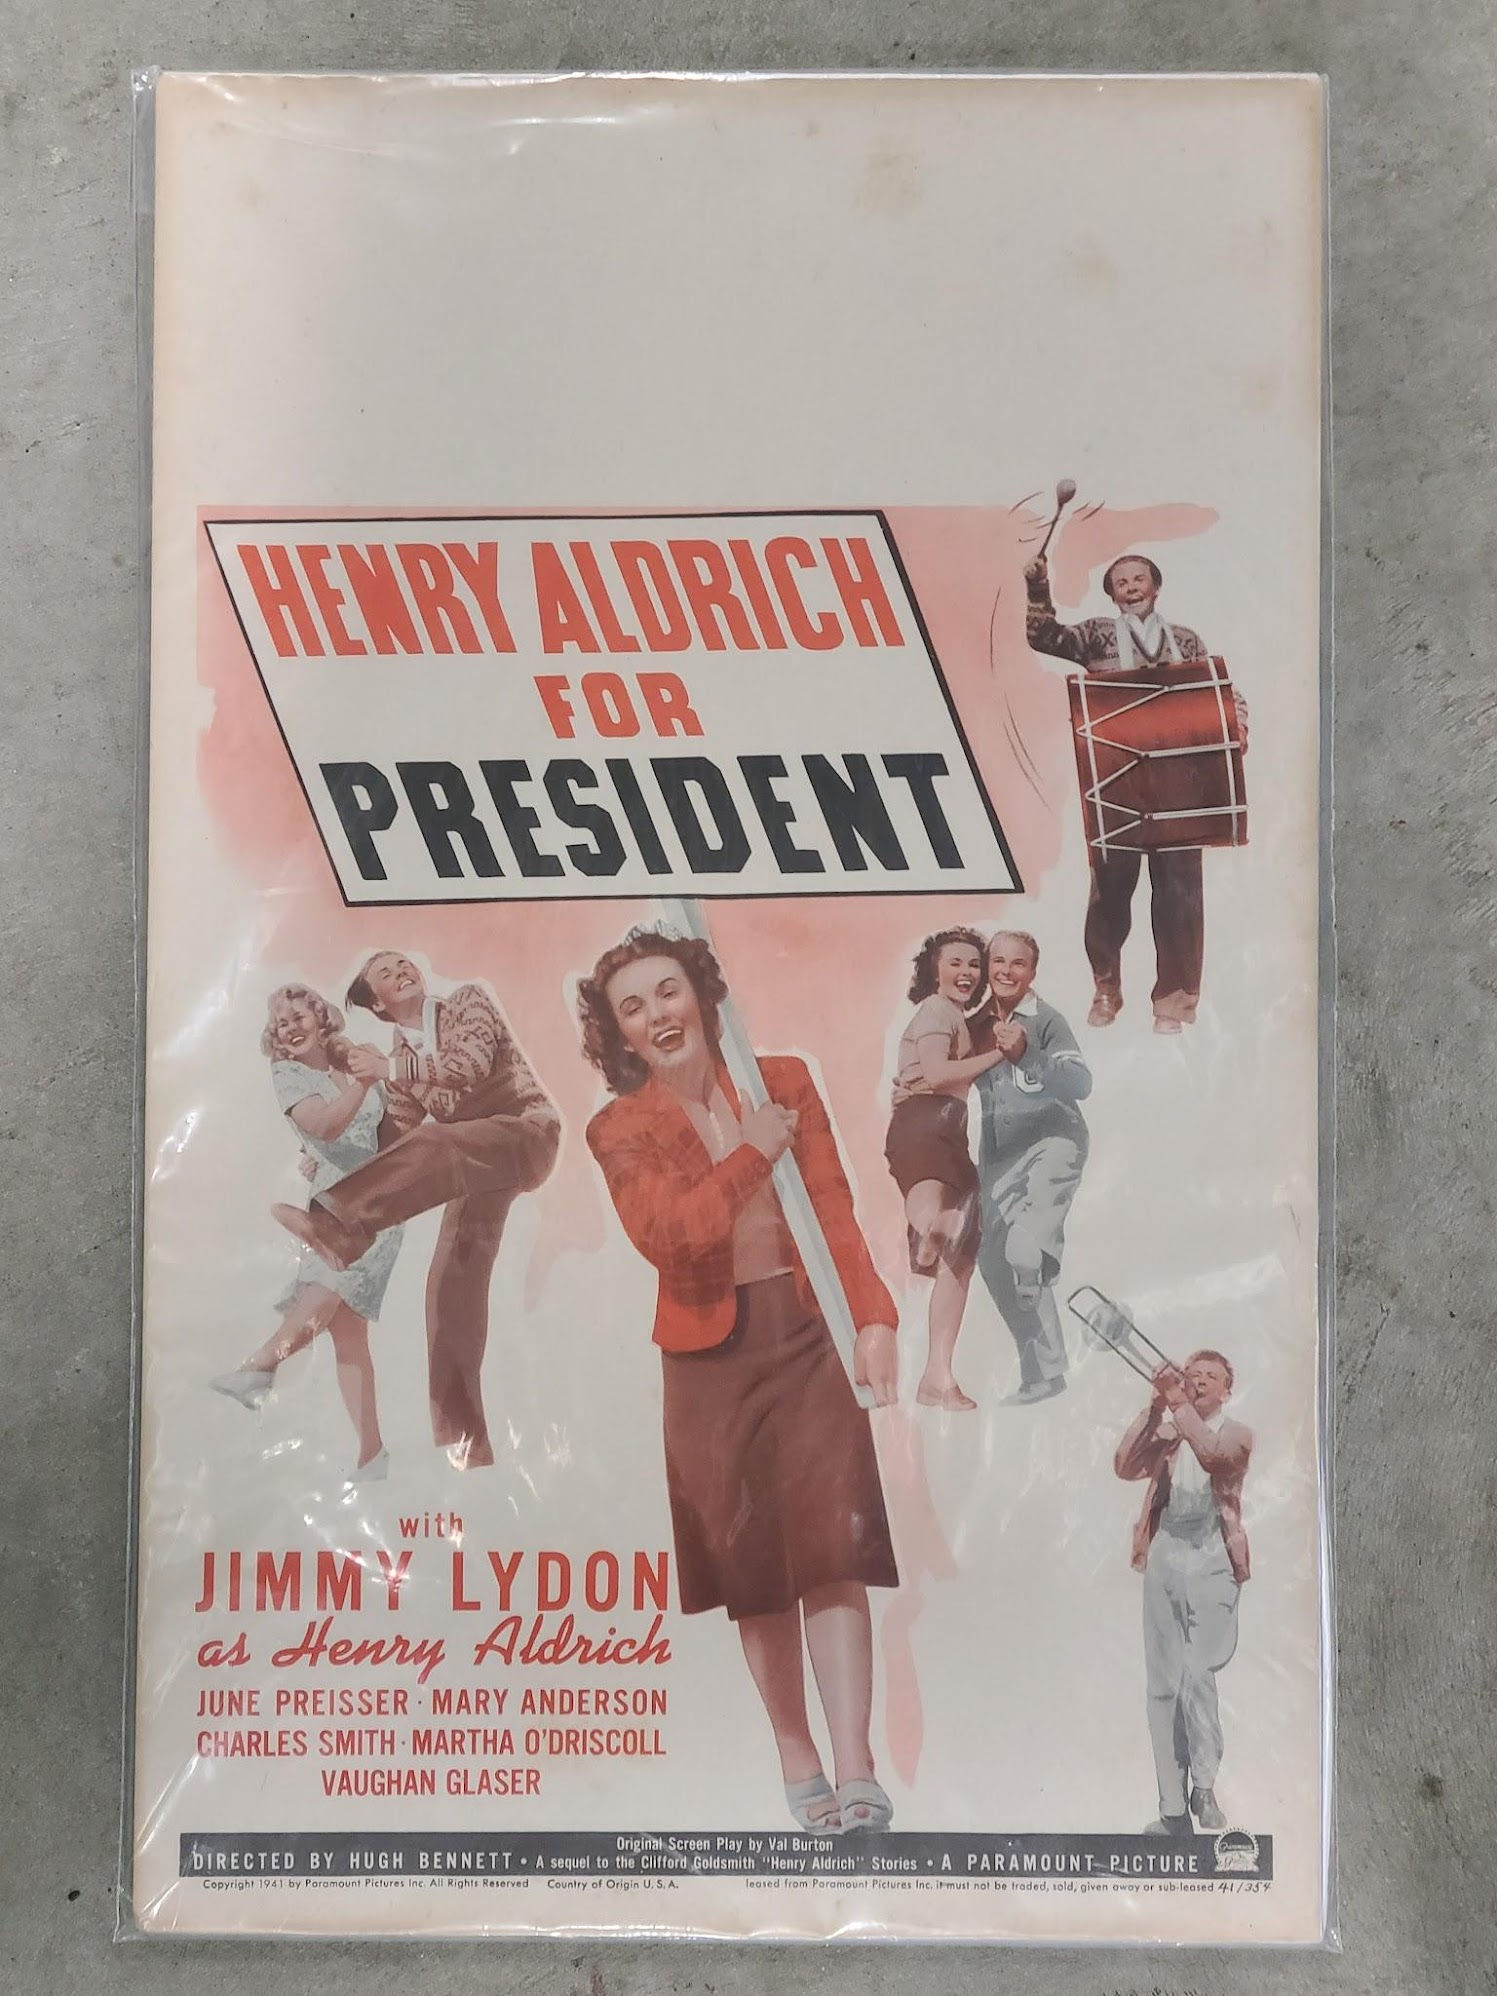 HENRY ALDRICH
FOR
PRESIDENT
with
JIMMY LYDON
as Henry Aldrich
JUNE PREISSER · MARY ANDERSON
CHARLES SMITH · MARTHA O'DRISCOLL
VAUGHAN GLASER
Original Screen Play by Val Burton
DIRECTED BY HUGH BENNETT • A sequel to the Clifford Goldsmith "Henry Aldrich" Stories • A PARAMOUNT PICTURE
Copyright 1941 by Paramount Pictures Inc. All Rights Reserved Country of Origin U.S.A. leased from Paramount Pictures Inc. it must not be traded, sold, given away or sub-leased 41/354